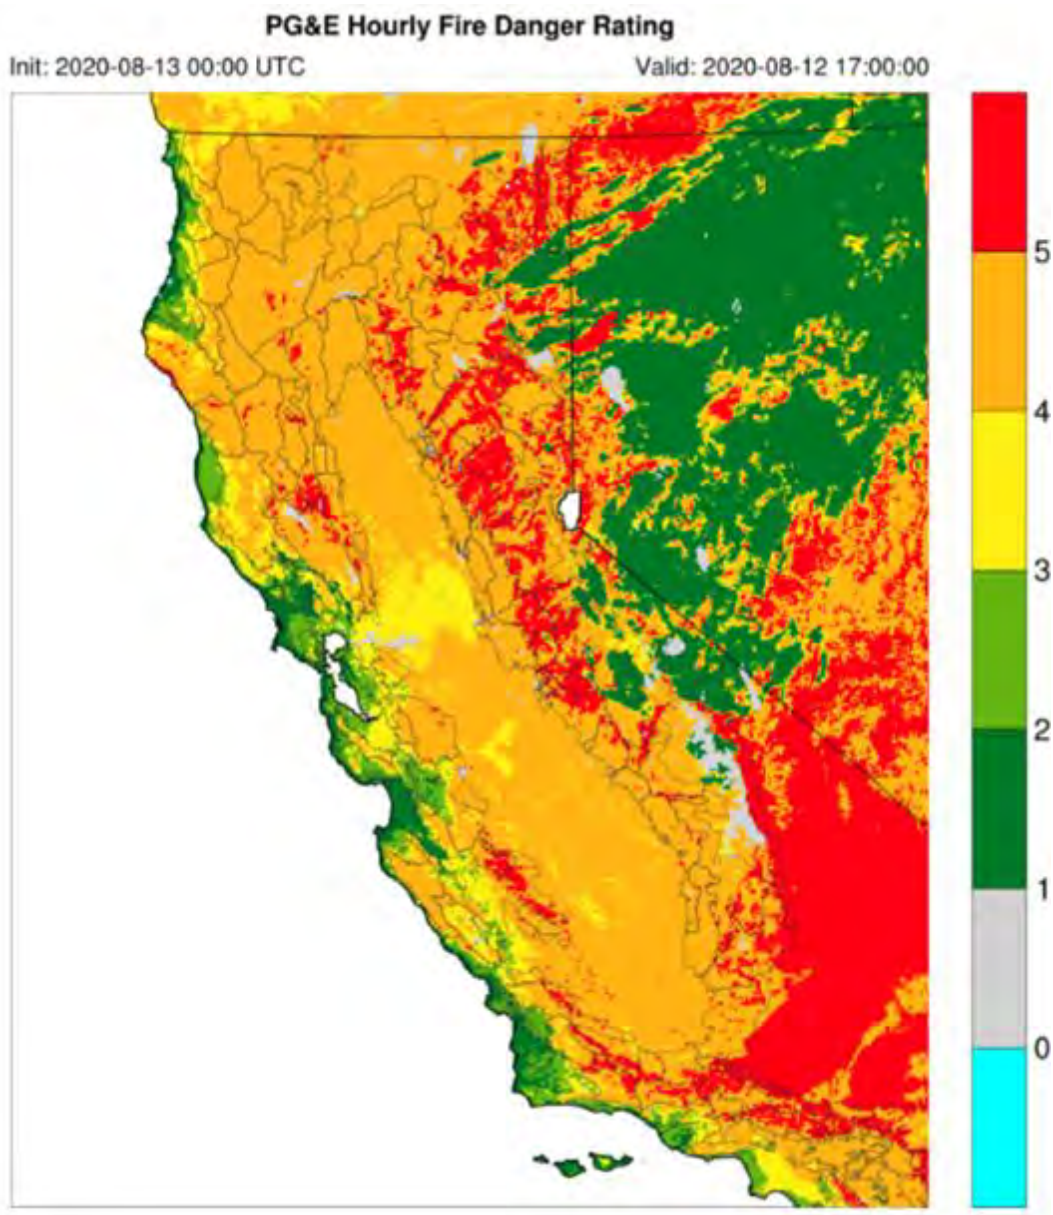 PG&E Hourly Fire Danger Rating
Init: 2020-08-13 00:00 UTC
Valid: 2020-08-12 17:00:00
5
4
3
2
1
0